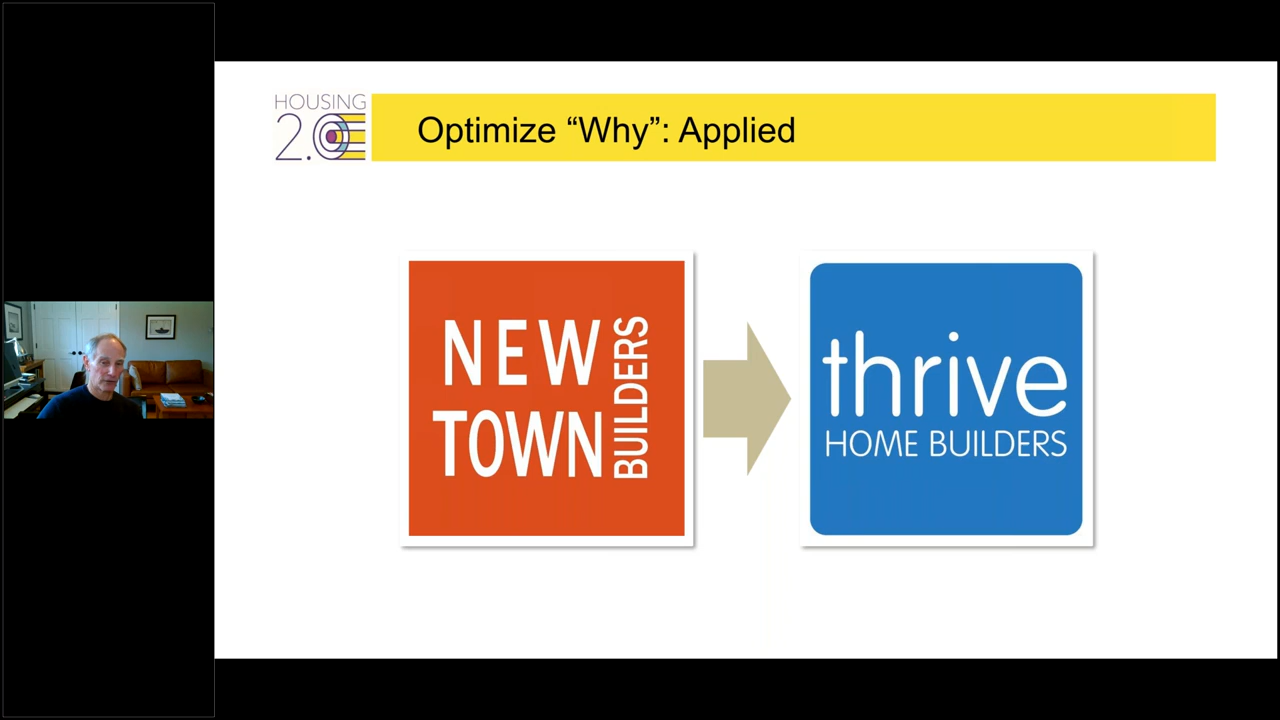 HOUSING
2.0
Optimize “Why”: Applied
NEW
TOWN
BUILDERS
thrive
HOME BUILDERS